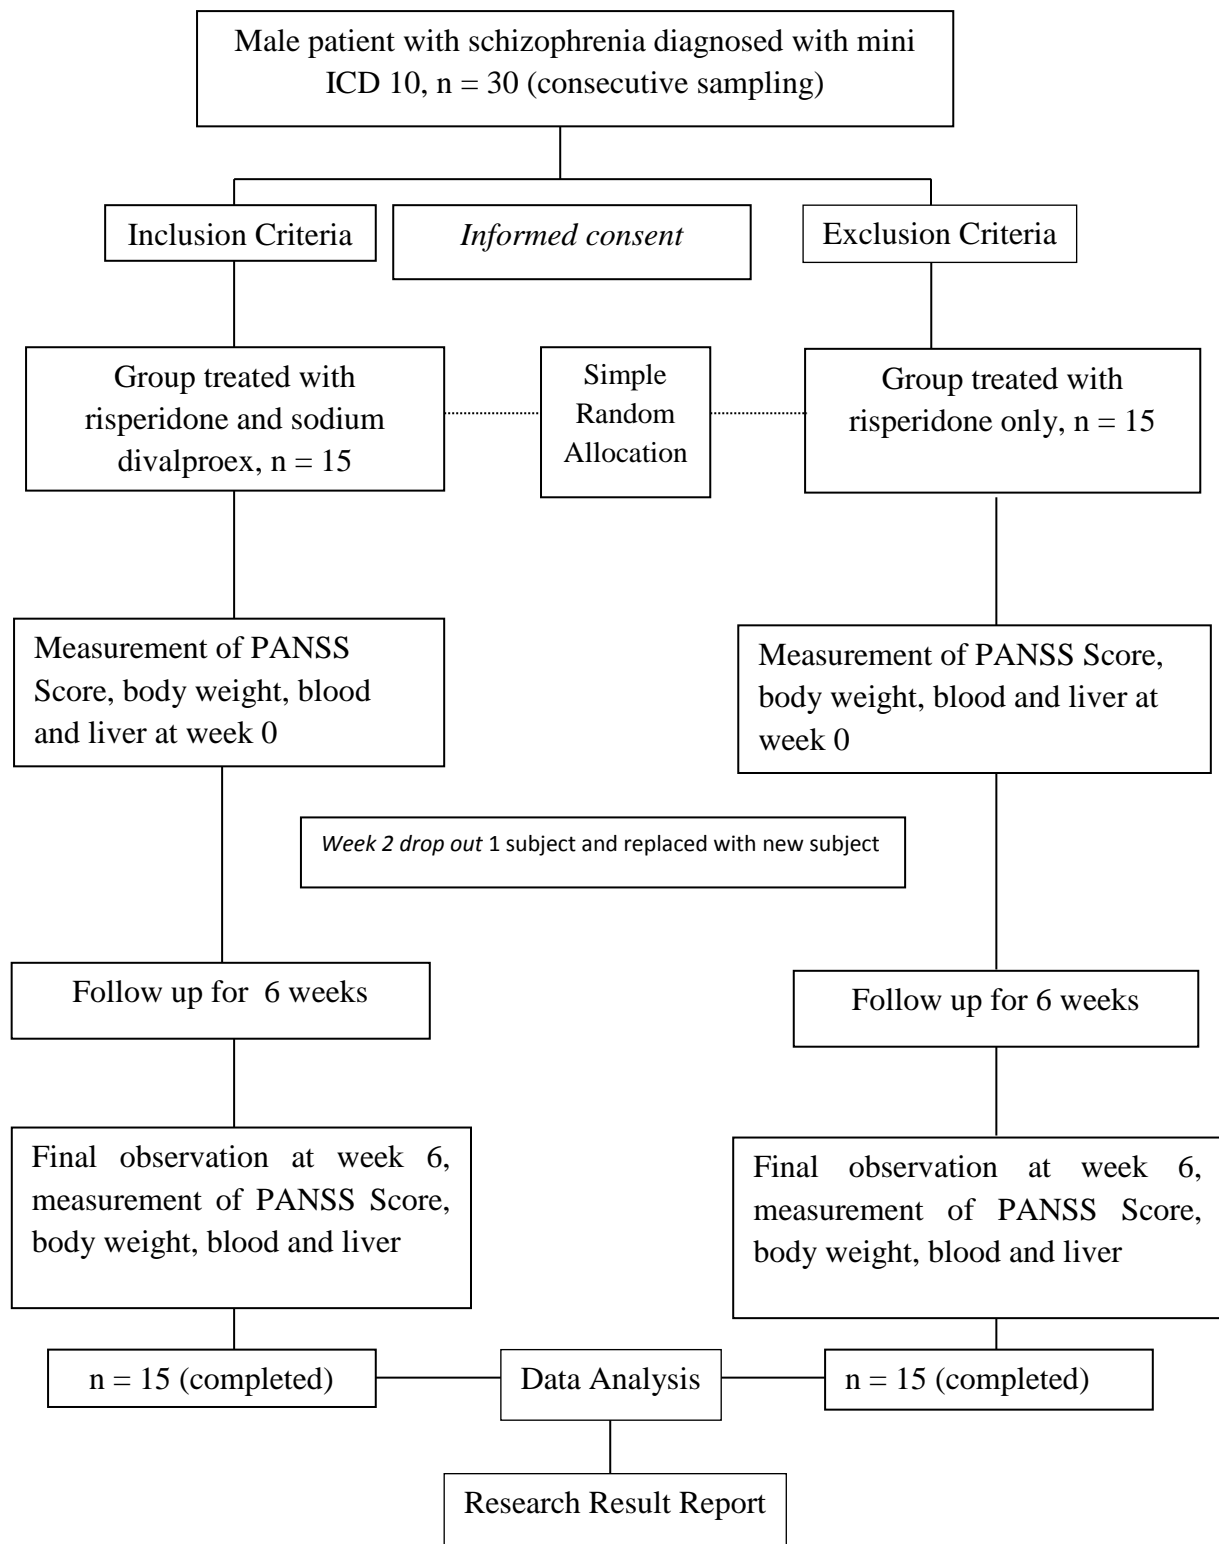 Male patient with schizophrenia diagnosed with mini
ICD 10, n = 30 (consecutive sampling)
Inclusion Criteria
Informed consent
Exclusion Criteria
Group treated with
risperidone and sodium
divalproex, n = 15
Simple
Random
Allocation
Group treated with
risperidone only, n = 15
Measurement of PANSS
Score, body weight, blood
and liver at week 0
Measurement of PANSS Score,
body weight, blood and liver at
week 0
Week 2 drop out 1 subject and replaced with new subject
Follow up for 6 weeks
Follow up for 6 weeks
Final observation at week 6,
measurement of PANSS Score,
body weight, blood and liver
Final observation at week 6,
measurement of PANSS Score,
body weight, blood and liver
n = 15 (completed)
Data Analysis
n = 15 (completed)
Research Result Report